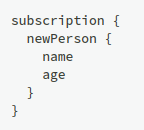 subscription {
  newPerson {
    name
    age
  }
}